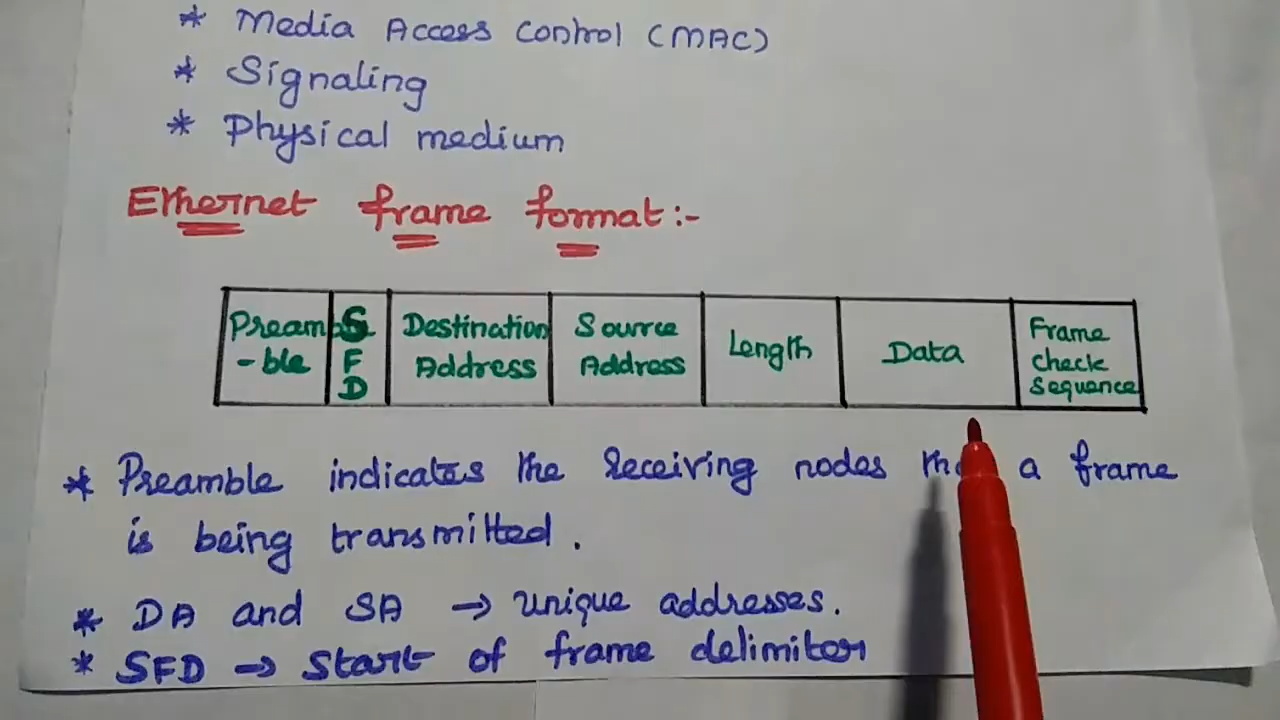 * Media Access Control (MAC)
* Signaling
* Physical medium
Ethernet frame format:-
Pream
-ble
S
F
D
Destination
Address
Source
Address
Length
Data
Frame
check
Sequence
* Preamble indicates the receiving nodes a frame
is being transmitted.
* DA and SA → unique addresses.
* SFD → Start of frame delimitor